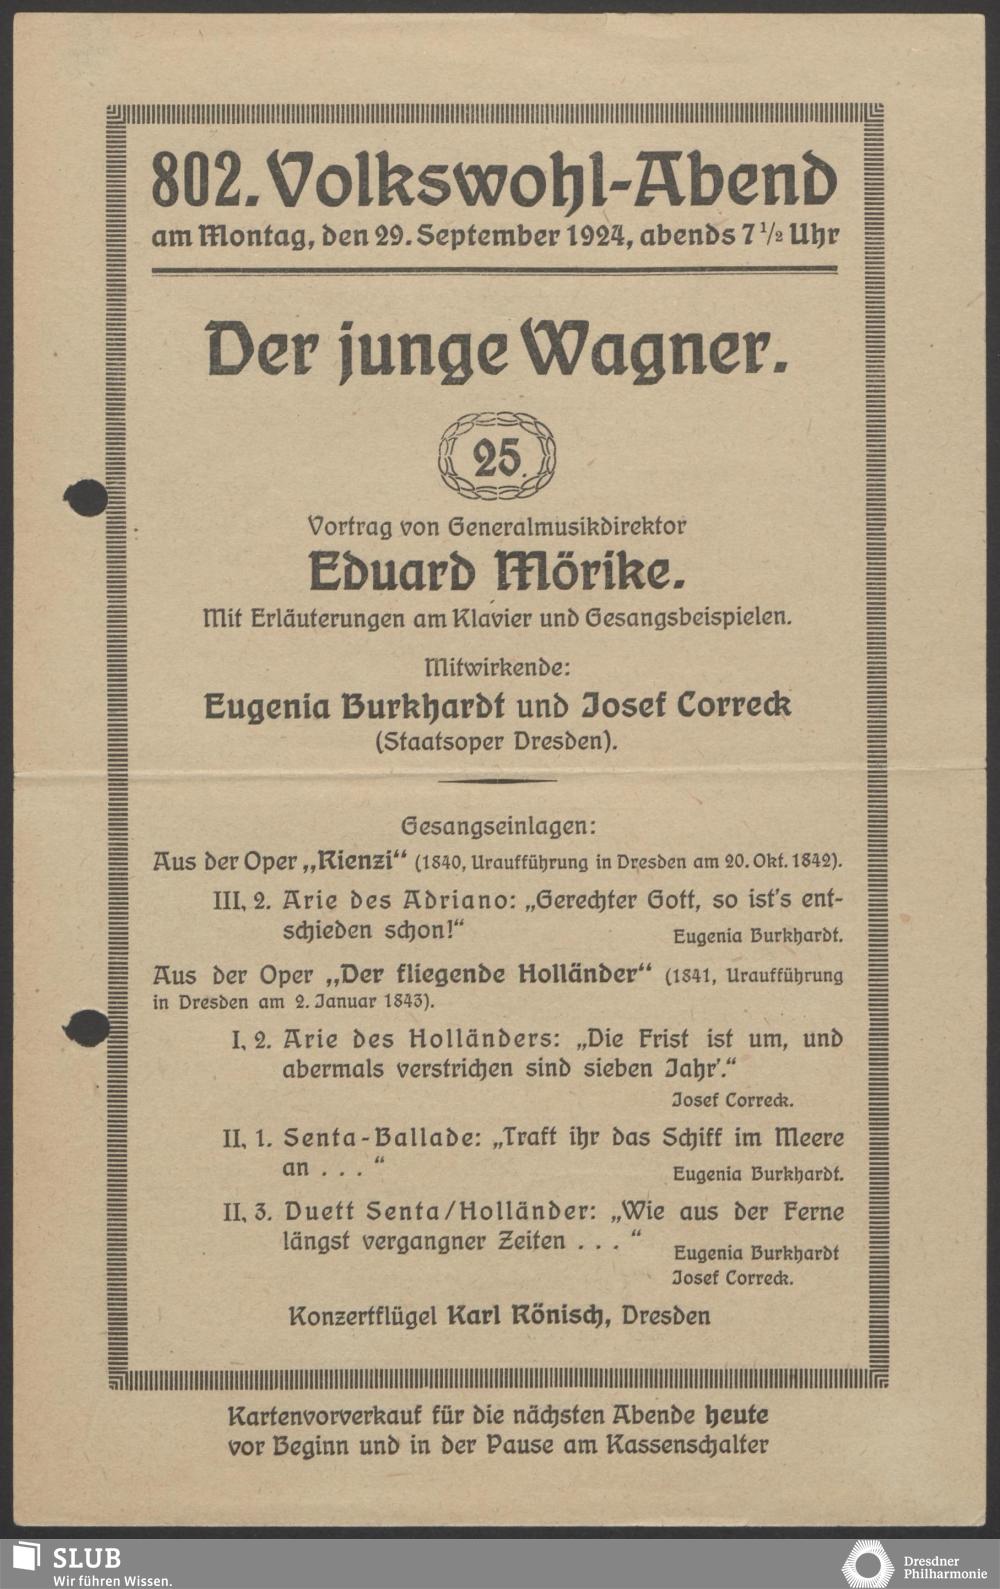 802. Volkswohl-Abend
am Montag, den 29. September 1924, abends 7 1/2 Uhr
Der junge Wagner.
25.
Vortrag von Generalmusikdirektor
Eduard Mörike.
Mit Erläuterungen am Klavier und Gesangsbeispielen.
Mitwirkende:
Eugenia Burkhardt und Josef Correck
(Staatsoper Dresden).
Gesangseinlagen:
Aus der Oper „Rienzi“ (1840, Uraufführung in Dresden am 20. Okt. 1842).
III, 2. Arie des Adriano: „Gerechter Gott, so ist's ent-
schieden schon!“
Eugenia Burkhardt.
Aus der Oper „Der fliegende Holländer“ (1841, Uraufführung
in Dresden am 2. Januar 1843).
I, 2. Arie des Holländers: „Die Frist ist um, und
abermals verstrichen sind sieben Jahr'.“
Josef Correck.
II, 1. Senta-Ballade: „Traft ihr das Schiff im Meere
an . . . “
Eugenia Burkhardt.
II, 3. Duett Senta/Holländer: „Wie aus der Ferne
längst vergangner Zeiten . . . “
Eugenia Burkhardt
Josef Correck.
Konzertflügel Karl Rönisch, Dresden
Kartenvorverkauf für die nächsten Abende heute
vor Beginn und in der Pause am Kassenschalter
SLUB
Wir führen Wissen.
Dresdner
Philharmonie